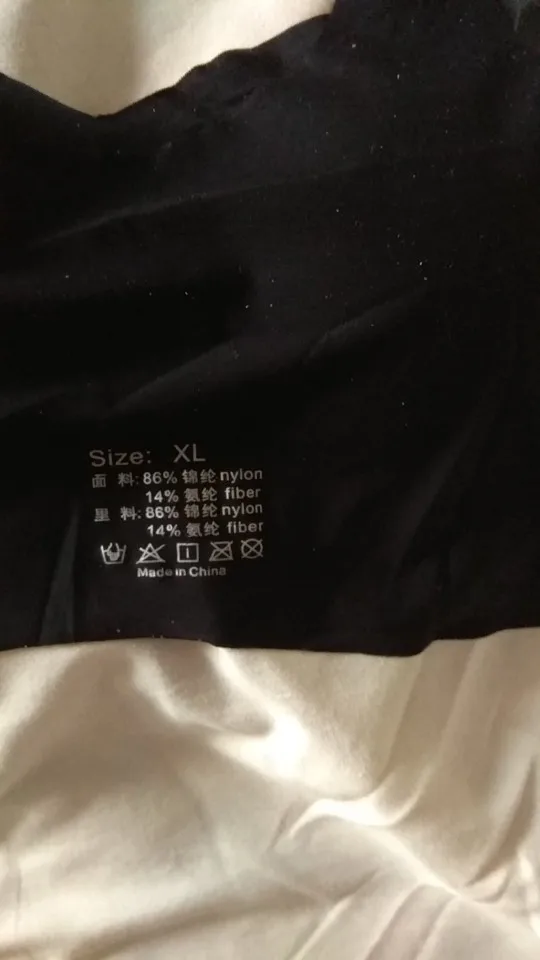 Size: XL
面 料: 86% 锦纶 nylon
14% 氨纶 fiber
里 料: 86% 锦纶 nylon
14% 氨纶 fiber
Made in China